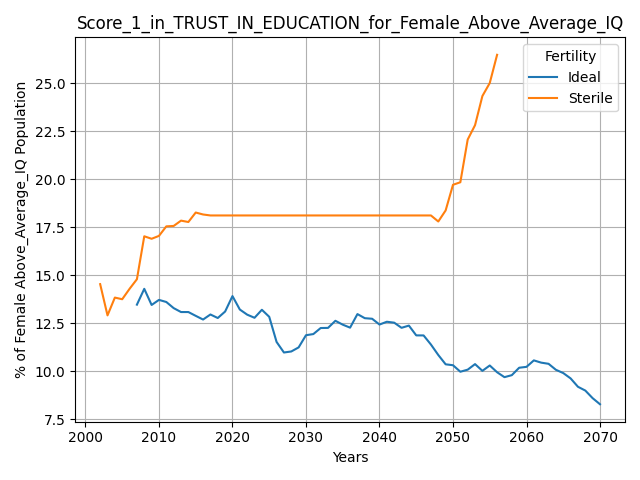 Score_1_in_TRUST_IN_EDUCATION_for_Female_Above_Average_IQ
% of Female Above_Average_IQ Population
25.0
22.5
20.0
17.5
15.0
12.5
10.0
7.5
Fertility
Ideal
Sterile
2000 2010 2020 2030 2040 2050 2060 2070
Years